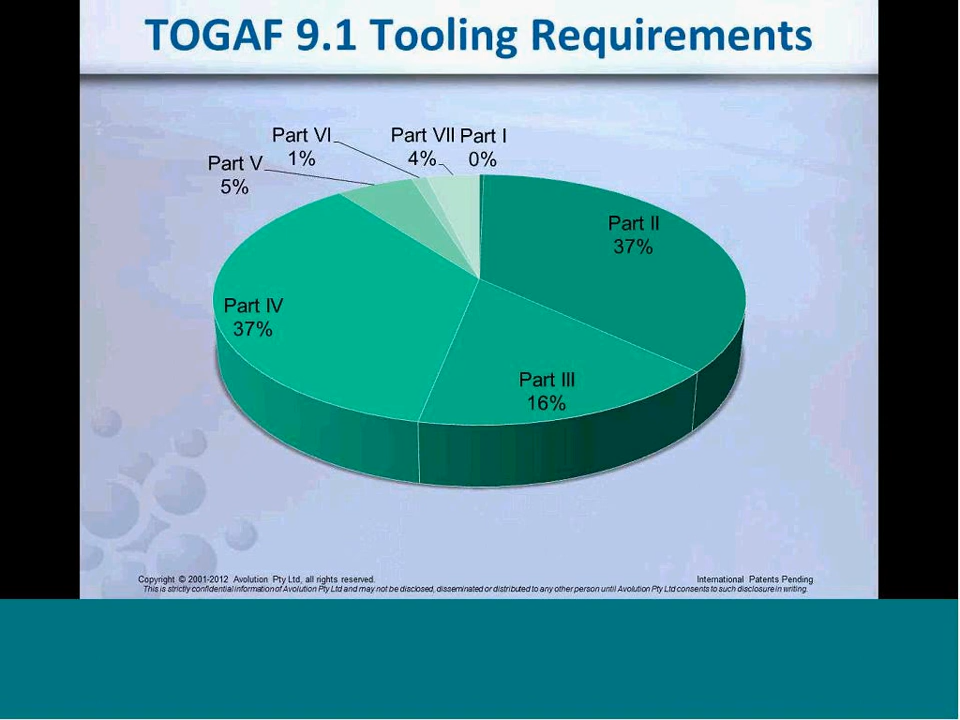 TOGAF 9.1 Tooling Requirements
Part VI
1%
Part VII
4%
Part I
0%
Part V
5%
Part II
37%
Part IV
37%
Part III
16%
Copyright © 2001-2012 Avolution Pty Ltd, all rights reserved.
International Patents Pending
This is strictly confidential information of Avolution Pty Ltd and may not be disclosed, disseminated or distributed to any other person until Avolution Pty Ltd consents to such disclosure in writing.